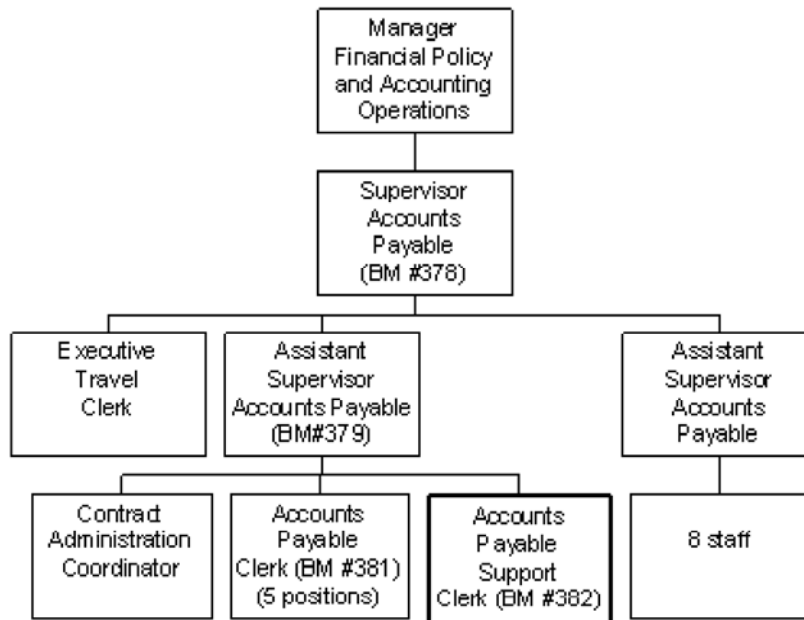 Manager
Financial Policy
and Accounting
Operations
Supervisor
Accounts
Payable
(BM #378)
Executive
Travel
Clerk
Assistant
Supervisor
Accounts Payable
(BM#379)
Assistant
Supervisor
Accounts
Payable
Contract
Administration
Coordinator
Accounts
Payable
Clerk (BM #381)
(5 positions)
Accounts
Payable
Support
Clerk (BM #382)
8 staff